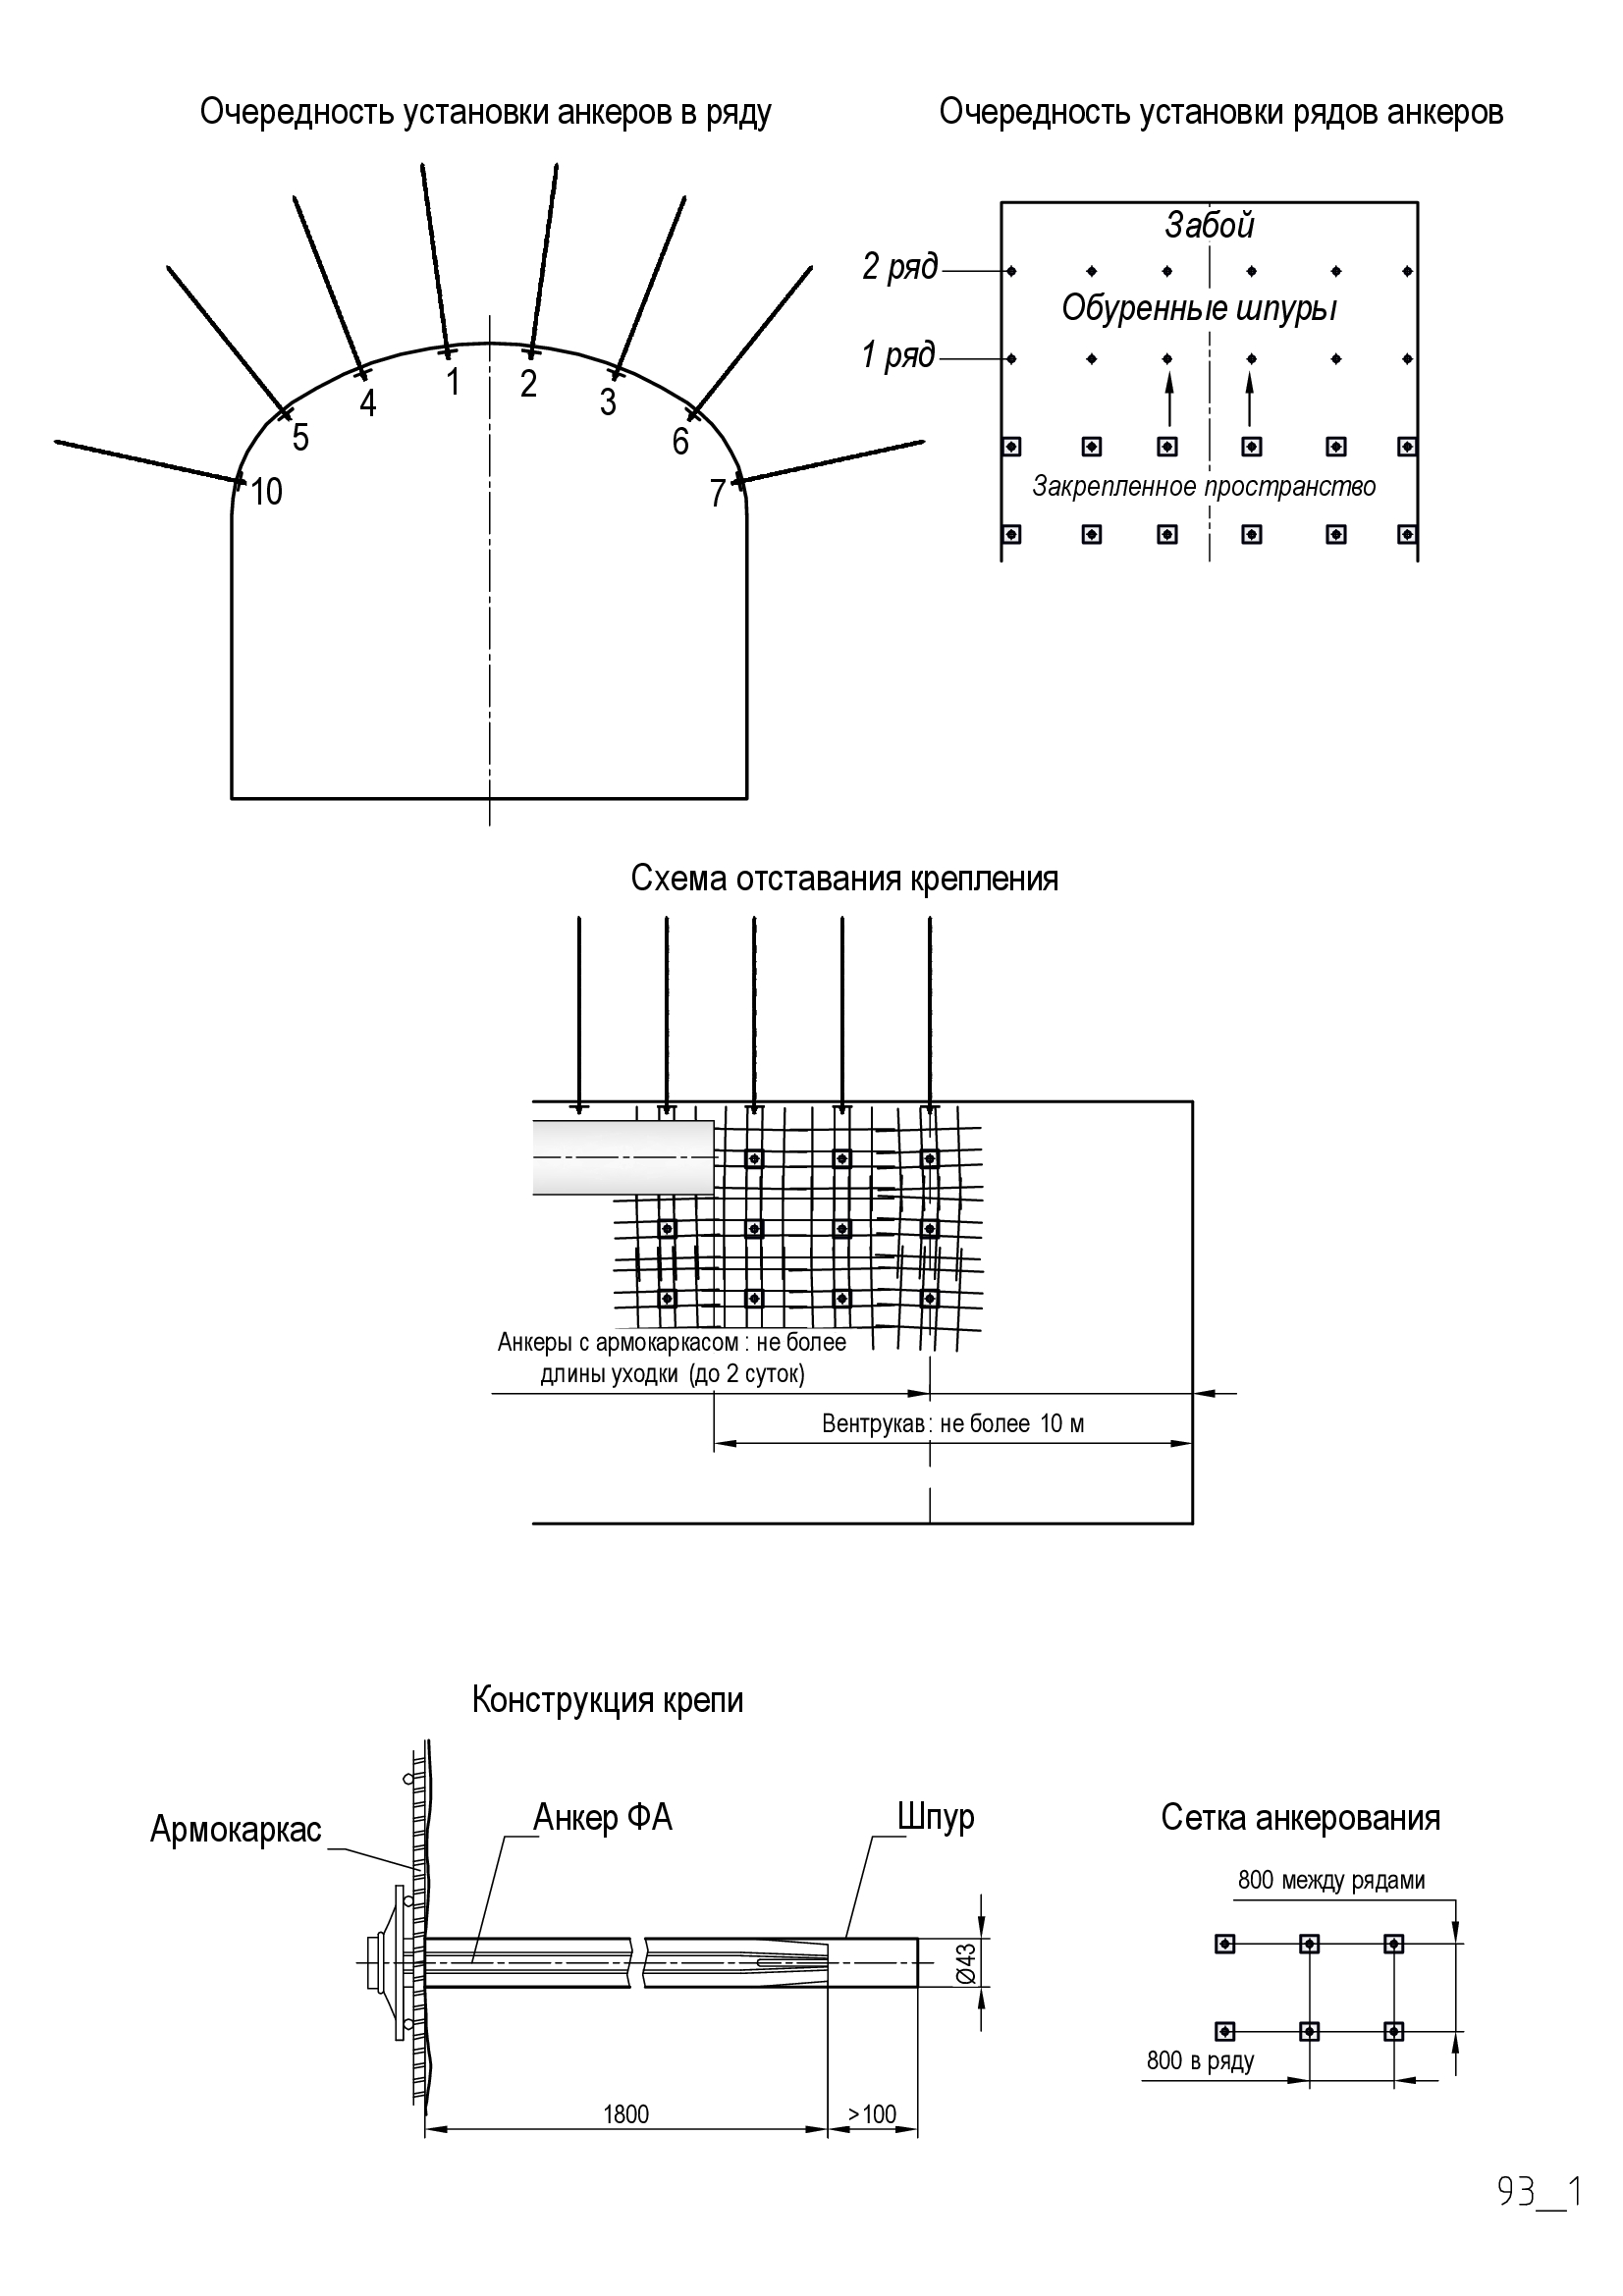 Очередность установки анкеров в ряду
1
2
3
4
5
6
10
7
Очередность установки рядов анкеров
Забой
2 ряд
Обуренные шпуры
1 ряд
Закрепленное пространство
Схема отставания крепления
Анкеры с армокаркасом : не более
длины уходки (до 2 суток)
Вентрукав : не более 10 м
Конструкция крепи
Армокаркас
Анкер ФА
Шпур
Ø43
1800
>100
Сетка анкерования
800 между рядами
800 в ряду
93_1